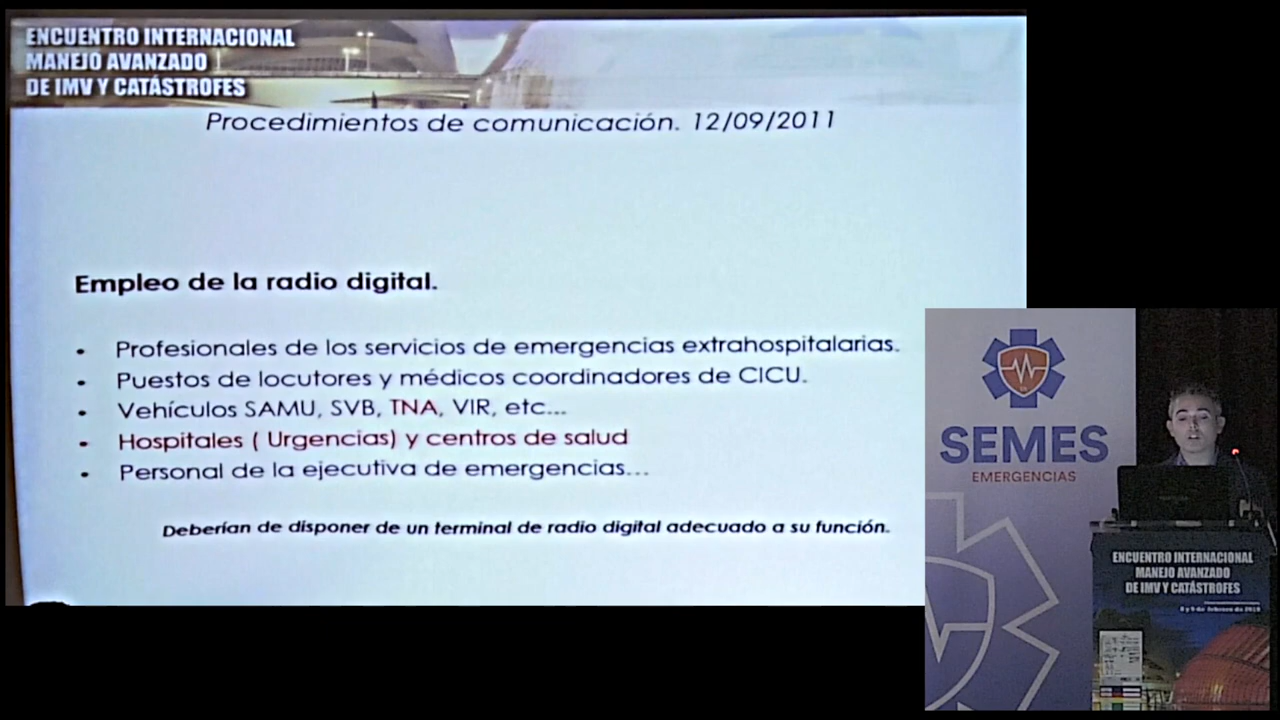 ENCUENTRO INTERNACIONAL
MANEJO AVANZADO
DE IMV Y CATÁSTROFES
Procedimientos de comunicación. 12/09/2011
Empleo de la radio digital.
• Profesionales de los servicios de emergencias extrahospitalarias.
• Puestos de locutores y médicos coordinadores de CICU.
• Vehículos SAMU, SVB, TNA, VIR, etc...
• Hospitales ( Urgencias) y centros de salud
• Personal de la ejecutiva de emergencias...
Deberían de disponer de un terminal de radio digital adecuado a su función.
SEMES
EMERGENCIAS
ENCUENTRO INTERNACIONAL
MANEJO AVANZADO
DE IMV Y CATÁSTROFES